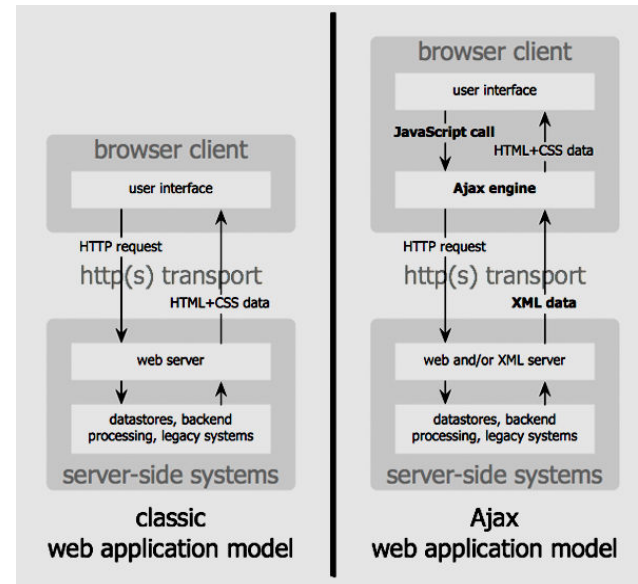 browser client
user interface
HTTP request
http(s) transport
HTML+CSS data
web server
datastores, backend
processing, legacy systems
server-side systems
classic
web application model
browser client
user interface
JavaScript call
HTML+CSS data
Ajax engine
HTTP request
http(s) transport
XML data
web and/or XML server
datastores, backend
processing, legacy systems
server-side systems
Ajax
web application model